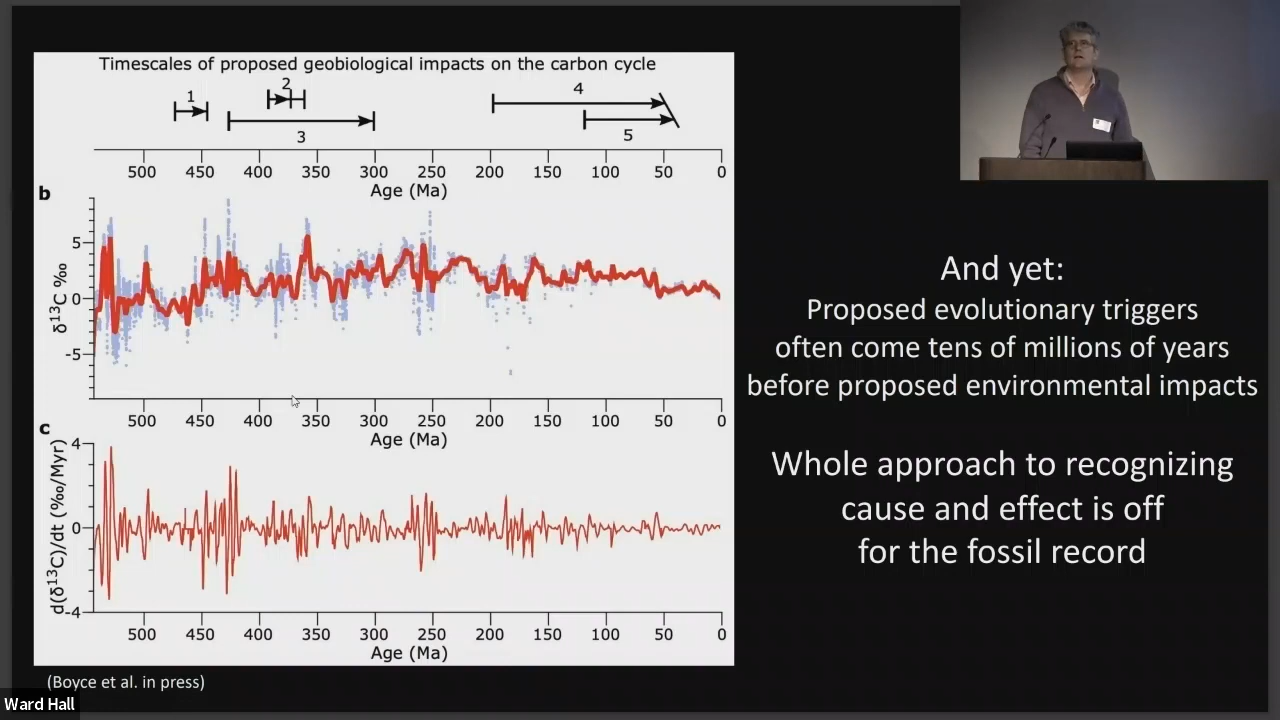 Timescales of proposed geobiological impacts on the carbon cycle
1
2
3
4
5
500 450 400 350 300 250 200 150 100 50 0
Age (Ma)
b
δ13C ‰
5
0
-5
500 450 400 350 300 250 200 150 100 50 0
Age (Ma)
c
d(δ13C)/dt (‰/Myr)
4
0
-4
500 450 400 350 300 250 200 150 100 50 0
Age (Ma)
(Boyce et al. in press)
And yet:
Proposed evolutionary triggers
often come tens of millions of years
before proposed environmental impacts
Whole approach to recognizing
cause and effect is off
for the fossil record
Ward Hall